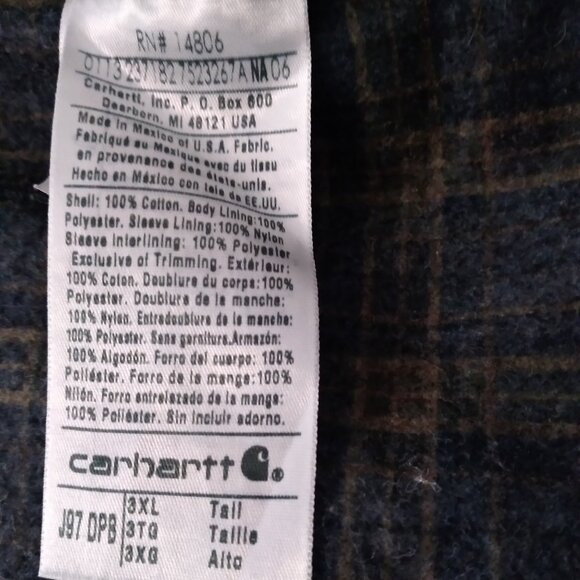 RN# 14806
0113 237182 7523267A NA 06
Carhartt, Inc. P. O. Box 600
Dearborn, MI 48121 USA
Made in Mexico of U.S.A. Fabric.
Fabriqué au Mexique avec du tissu
en provenance des états-unis.
Hecho en México con tela de EE.UU.
Shell: 100% Cotton. Body Lining:100%
Polyester. Sleeve Lining:100% Nylon
Sleeve Interlining: 100% Polyester
Exclusive of Trimming. Extérieur:
100% Coton. Doublure du corps:100%
Polyester. Doublure de la manche:
100% Nylon. Entredoublure de la manche:
100% Polyester. Sans garniture.Armazón:
100% Algodón. Forro del cuerpo: 100%
Poliéster. Forro de la manga:100%
Nilón. Forro entrelazado de la manga:
100% Poliéster. Sin incluir adorno.
carhartt ®
J97 DPB
3XL Tall
3TG Taille
3XG Alto